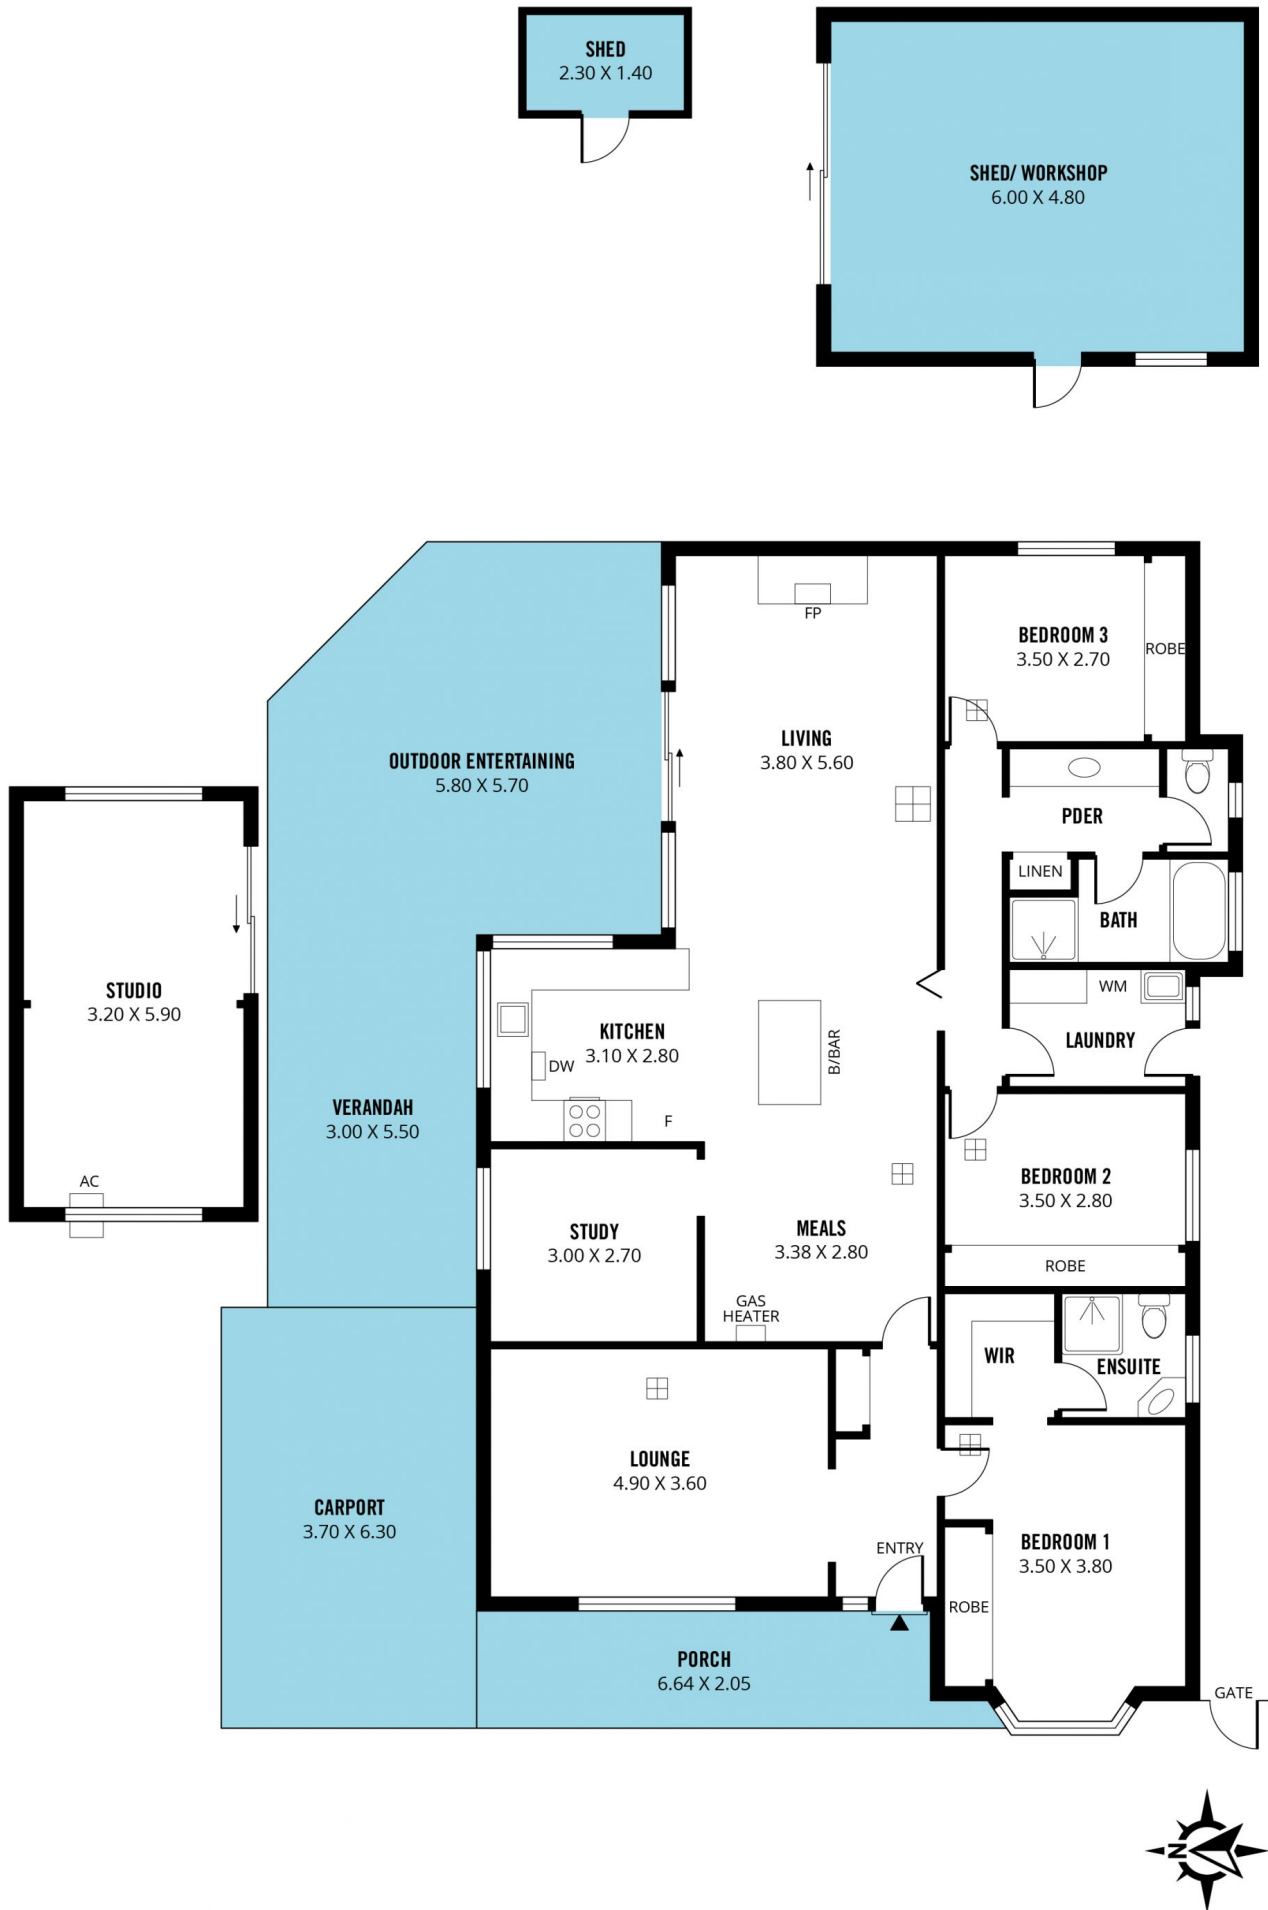 SHED
2.30 X 1.40
SHED/ WORKSHOP
6.00 X 4.80
FP
BEDROOM 3
3.50 X 2.70
ROBE
LIVING
3.80 X 5.60
OUTDOOR ENTERTAINING
5.80 X 5.70
PDER
LINEN
BATH
STUDIO
3.20 X 5.90
WM
KITCHEN
3.10 X 2.80
B/BAR
LAUNDRY
DW
VERANDAH
3.00 X 5.50
F
AC
BEDROOM 2
3.50 X 2.80
STUDY
3.00 X 2.70
MEALS
3.38 X 2.80
ROBE
GAS
HEATER
WIR
ENSUITE
LOUNGE
4.90 X 3.60
CARPORT
3.70 X 6.30
ENTRY
BEDROOM 1
3.50 X 3.80
ROBE
PORCH
6.64 X 2.05
GATE
N